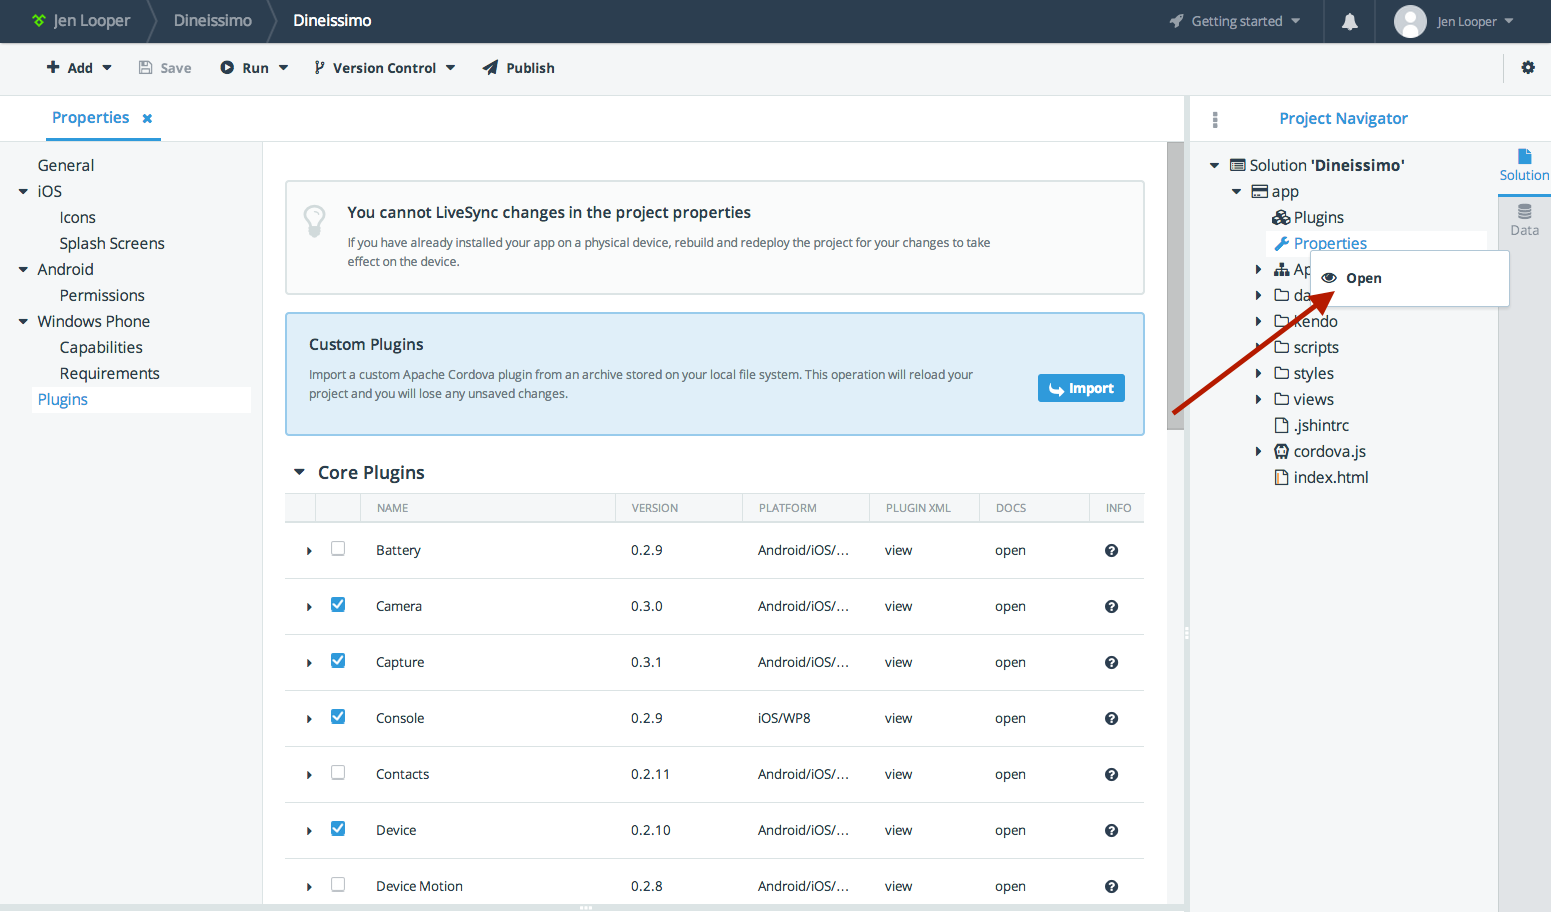 Jen Looper
Dineissimo
Dineissimo
Getting started
Jen Looper
Add
Save
Run
Version Control
Publish
Properties
Project Navigator
General
iOS
Icons
Splash Screens
Android
Permissions
Windows Phone
Capabilities
Requirements
Plugins
You cannot LiveSync changes in the project properties
If you have already installed your app on a physical device, rebuild and redeploy the project for your changes to take
effect on the device.
Custom Plugins
Import a custom Apache Cordova plugin from an archive stored on your local file system. This operation will reload your
project and you will lose any unsaved changes.
Import
Core Plugins
NAME VERSION PLATFORM PLUGIN XML DOCS INFO
Battery 0.2.9 Android/iOS/... view open
Camera 0.3.0 Android/iOS/... view open
Capture 0.3.1 Android/iOS/... view open
Console 0.2.9 iOS/WP8 view open
Contacts 0.2.11 Android/iOS/... view open
Device 0.2.10 Android/iOS/... view open
Device Motion 0.2.8 Android/iOS/... view open
Solution 'Dineissimo'
app
Plugins
Properties
Open
kendo
scripts
styles
views
.jshintrc
cordova.js
index.html
Solution
Data